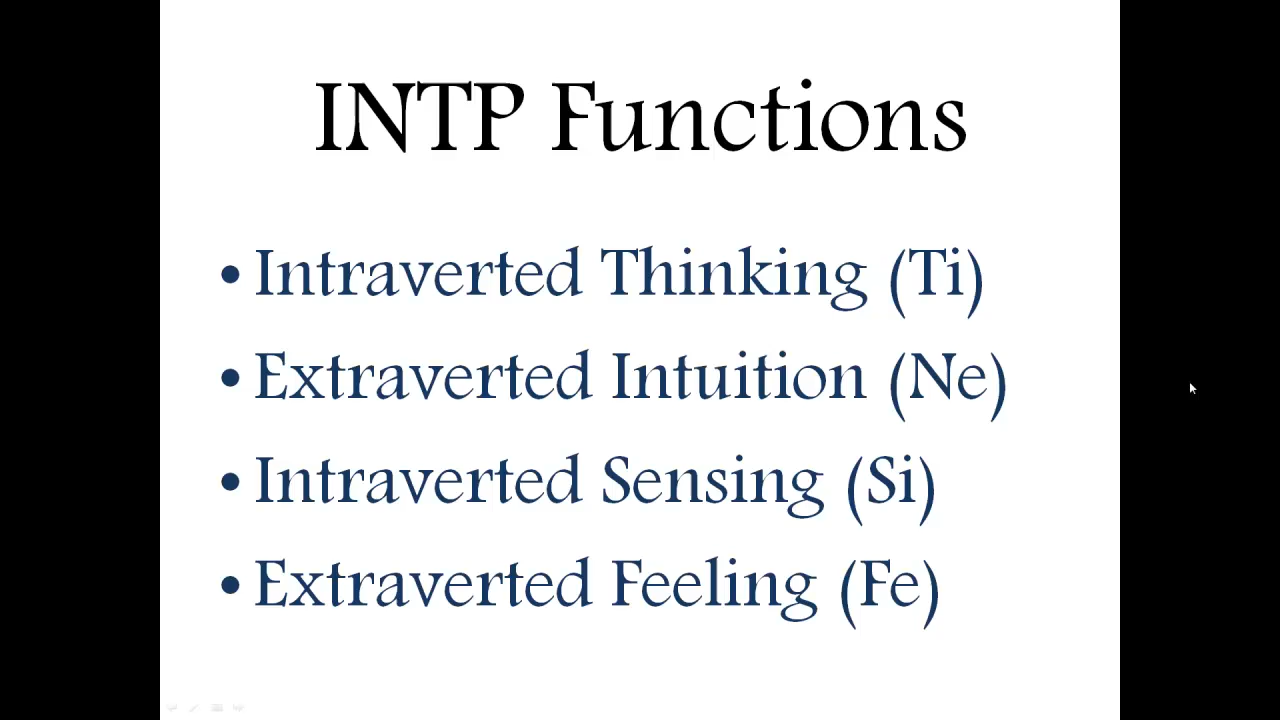 INTP Functions
• Intraverted Thinking (Ti)
• Extraverted Intuition (Ne)
• Intraverted Sensing (Si)
• Extraverted Feeling (Fe)